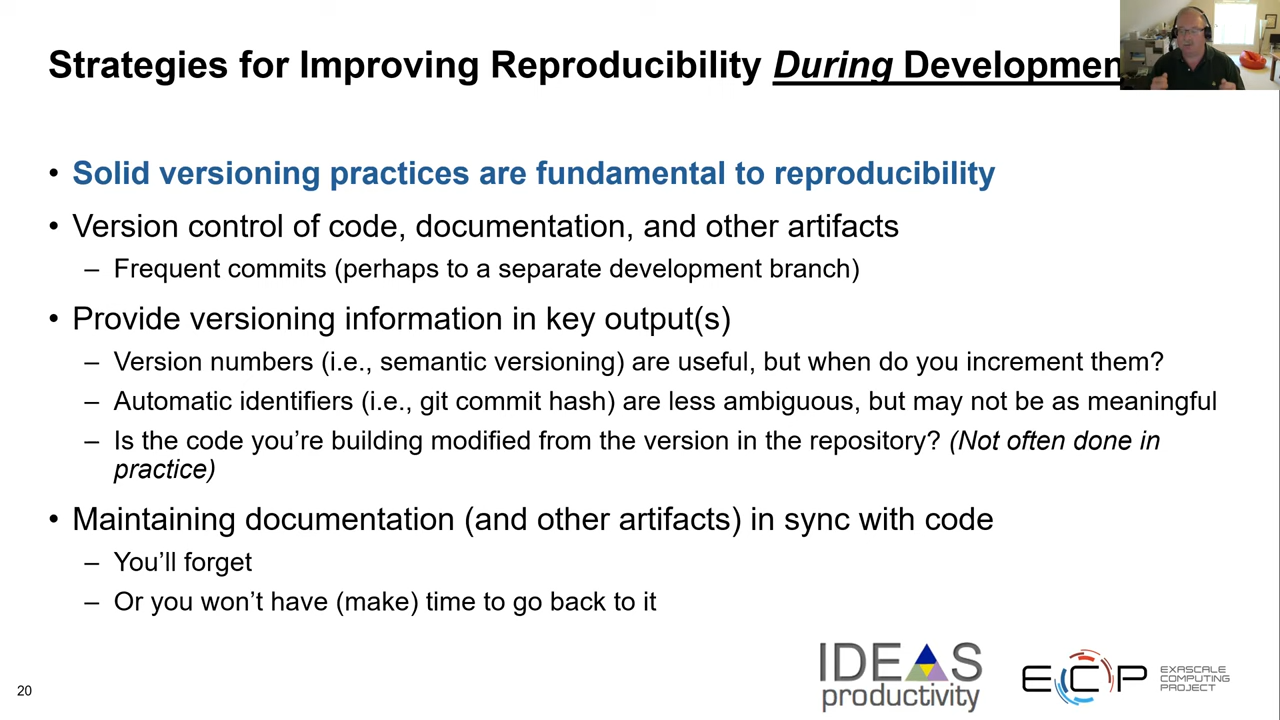 Strategies for Improving Reproducibility During Developmen
• Solid versioning practices are fundamental to reproducibility
• Version control of code, documentation, and other artifacts
– Frequent commits (perhaps to a separate development branch)
• Provide versioning information in key output(s)
– Version numbers (i.e., semantic versioning) are useful, but when do you increment them?
– Automatic identifiers (i.e., git commit hash) are less ambiguous, but may not be as meaningful
– Is the code you’re building modified from the version in the repository? (Not often done in
practice)
• Maintaining documentation (and other artifacts) in sync with code
– You’ll forget
– Or you won’t have (make) time to go back to it
20
IDEAS
productivity
ECP
EXASCALE
COMPUTING
PROJECT